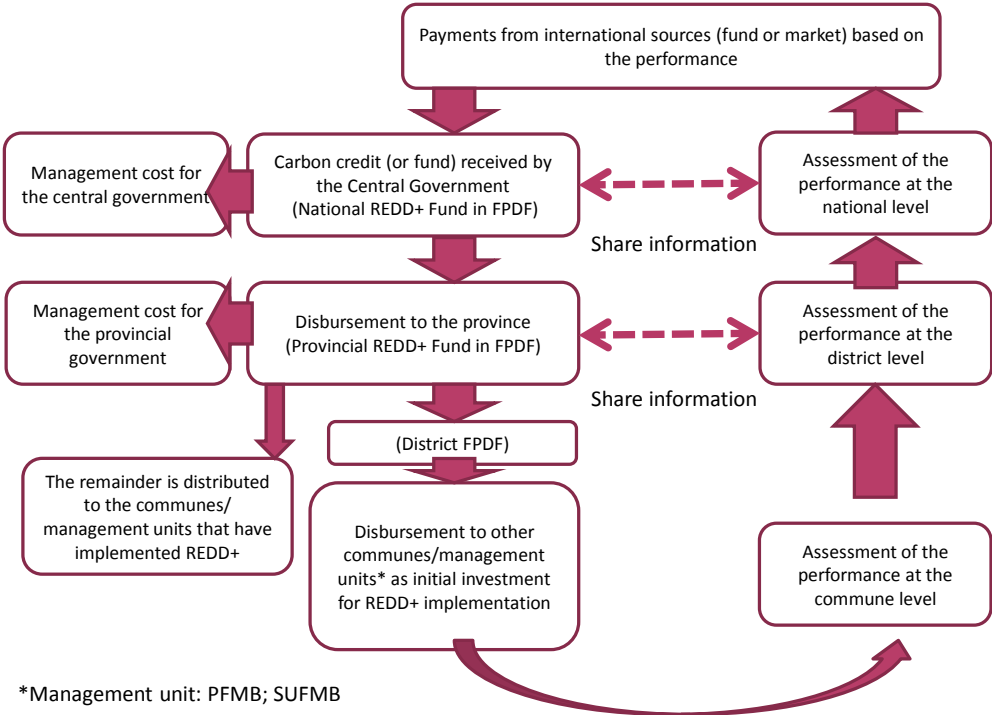 Payments from international sources (fund or market) based on
the performance
Management cost for
the central government
Carbon credit (or fund) received by
the Central Government
(National REDD+ Fund in FPDF)
Assessment of the
performance at the
national level
Share information
Management cost for
the provincial
government
Disbursement to the province
(Provincial REDD+ Fund in FPDF)
Assessment of the
performance at the
district level
Share information
(District FPDF)
The remainder is distributed
to the communes/
management units that have
implemented REDD+
Disbursement to other
communes/management
units* as initial investment
for REDD+ implementation
Assessment of the
performance at the
commune level
*Management unit: PFMB; SUFMB